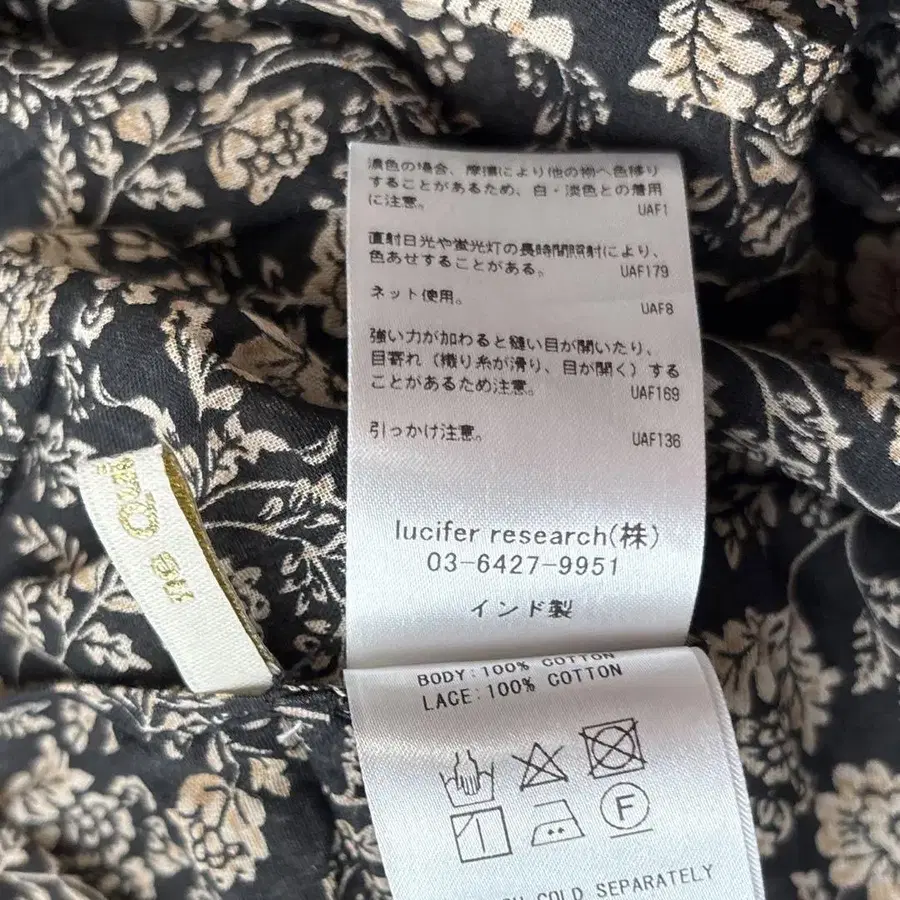 濃色の場合、摩擦により他の物へ色移り
することがあるため、白・淡色との着用
に注意。
UAF1
直射日光や蛍光灯の長時間照射により、
色あせすることがある。 UAF179
ネット使用。 UAF8
強い力が加わると縫い目が開いたり、
目寄れ（織り糸が滑り、目が開く）する
ことがあるため注意。 UAF169
引っかけ注意。 UAF136
lucifer research(株)
03-6427-9951
インド製
BODY:100% COTTON
LACE:100% COTTON
F
COLD SEPARATELY